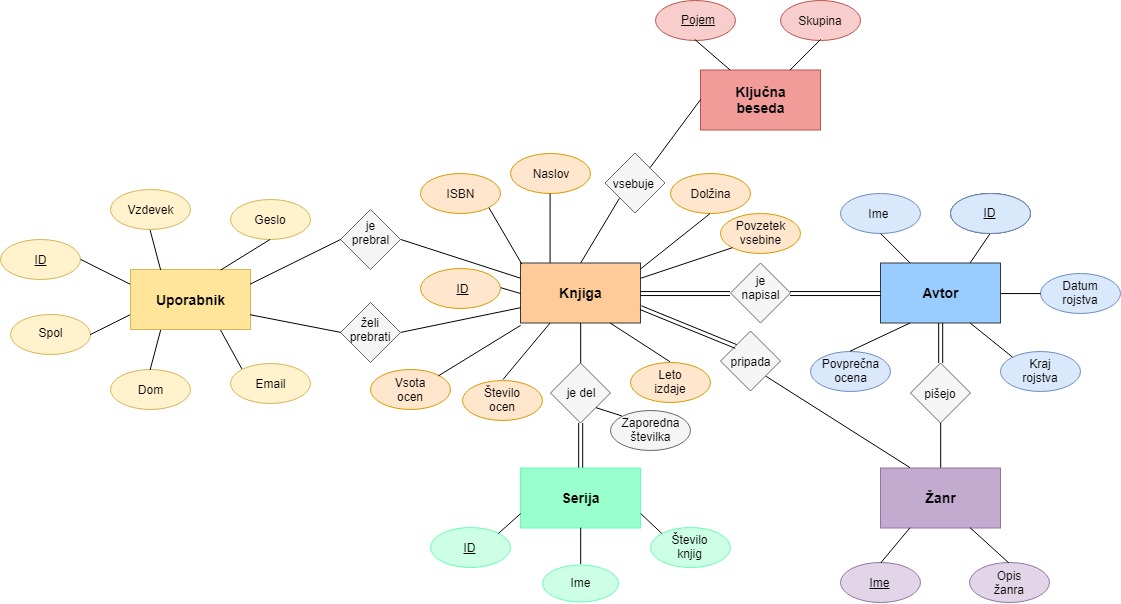 Pojem
Skupina
Ključna
beseda
ISBN
Naslov
vsebuje
Dolžina
Povzetek
vsebine
Vzdevek
Geslo
je
prebral
Ime
ID
ID
Uporabnik
ID
Knjiga
je
napisal
Avtor
Datum
rojstva
Spol
želi
prebrati
Dom
Email
Vsota
ocen
Število
ocen
je del
Leto
izdaje
pripada
Povprečna
ocena
Kraj
rojstva
pišejo
Zaporedna
številka
Serija
Žanr
ID
Ime
Število
knjig
Ime
Opis
žanra